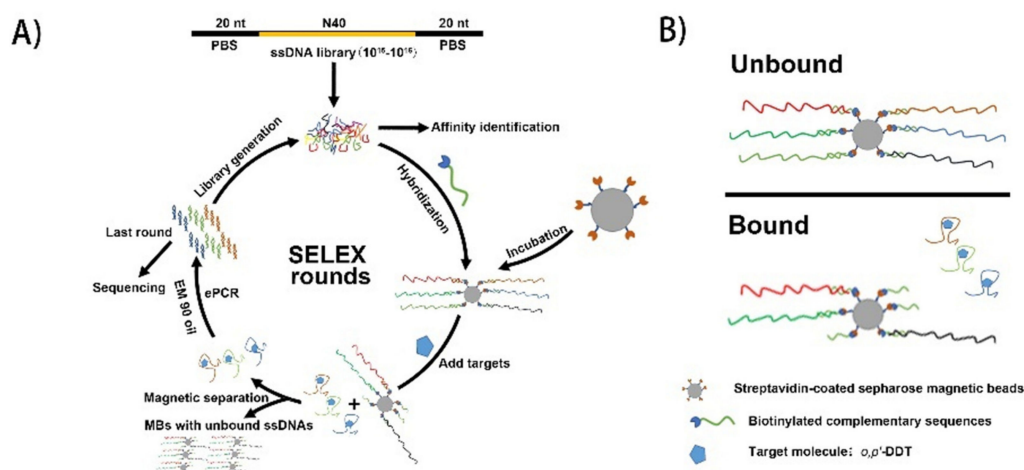 A)
20 nt N40 20 nt
PBS PBS
ssDNA library (10¹⁵-10¹⁶)
Affinity identification
Library generation
Hybridization
Incubation
Last round
Sequencing
SELEX
rounds
ePCR
EM 90 oil
Add targets
Magnetic separation
+
MBs with unbound ssDNAs
B)
Unbound
Bound
Streptavidin-coated sepharose magnetic beads
Biotinylated complementary sequences
Target molecule: o,p'-DDT